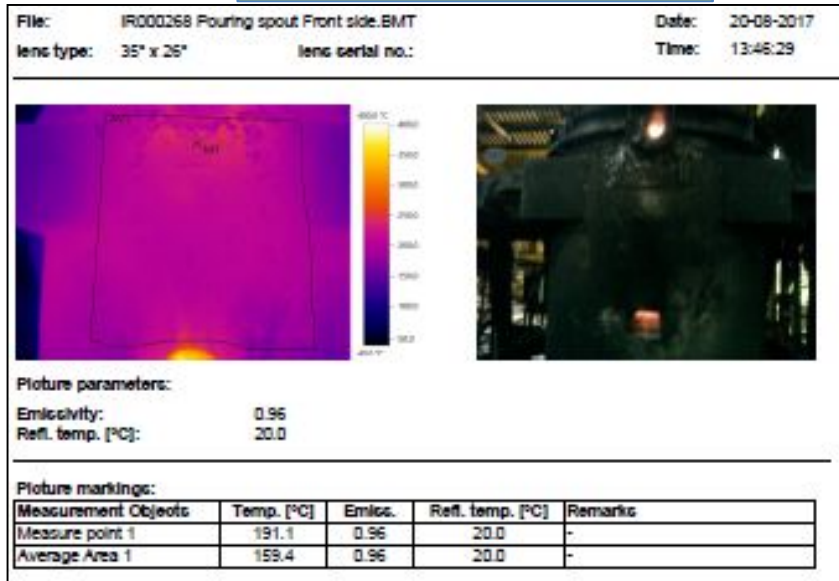 File: IR000268 Pouring spout Front side.BMT Date: 20-08-2017
lens type: 35° x 26° lens serial no.: Time: 13:46:29
Picture parameters:
Emissivity: 0.96
Refl. temp. [°C]: 20.0
Picture markings:
Measurement Objects Temp. [°C] Emiss. Refl. temp. [°C] Remarks
Measure point 1 191.1 0.96 20.0 -
Average Area 1 159.4 0.96 20.0 -